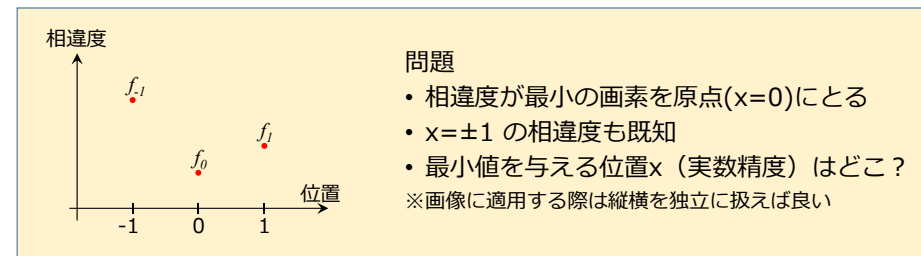 相違度
f-1
f0
f1
位置
-1 0 1
問題
• 相違度が最小の画素を原点(x=0)にとる
• x=±1 の相違度も既知
• 最小値を与える位置x（実数精度）はどこ？
※画像に適用する際は縦横を独立に扱えば良い